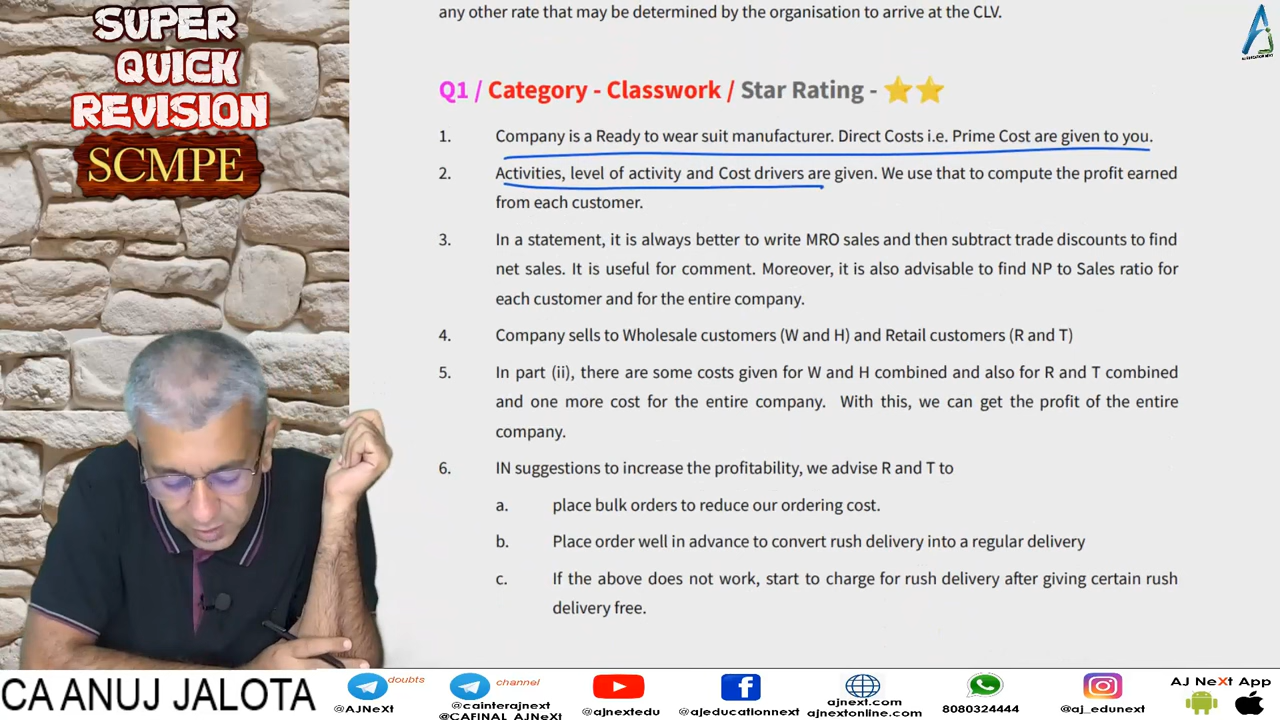 SUPER
QUICK
REVISION
SCMPE
any other rate that may be determined by the organisation to arrive at the CLV.
Q1 / Category - Classwork / Star Rating - ⭐⭐
1. Company is a Ready to wear suit manufacturer. Direct Costs i.e. Prime Cost are given to you.
2. Activities, level of activity and Cost drivers are given. We use that to compute the profit earned
from each customer.
3. In a statement, it is always better to write MRO sales and then subtract trade discounts to find
net sales. It is useful for comment. Moreover, it is also advisable to find NP to Sales ratio for
each customer and for the entire company.
4. Company sells to Wholesale customers (W and H) and Retail customers (R and T)
5. In part (ii), there are some costs given for W and H combined and also for R and T combined
and one more cost for the entire company. With this, we can get the profit of the entire
company.
6. IN suggestions to increase the profitability, we advise R and T to
a. place bulk orders to reduce our ordering cost.
b. Place order well in advance to convert rush delivery into a regular delivery
c. If the above does not work, start to charge for rush delivery after giving certain rush
delivery free.
CA ANUJ JALOTA
doubts
@AJNeXt
channel
@cainterajnext
@CAFINAL_AJNeXt
@ajnextedu
@ajeducationnext
ajnext.com
ajnextonline.com
8080324444
@aj_edunext
AJ NeXt App